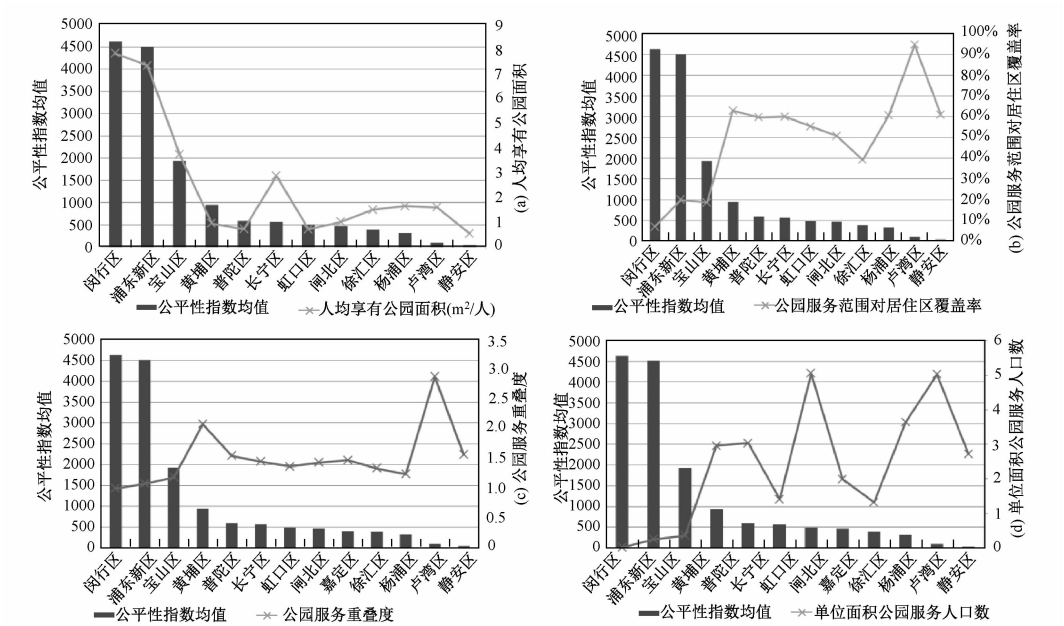 5000
4500
4000
3500
3000
2500
2000
1500
1000
500
0
公平性指数均值
9
8
7
6
5
4
3
2
1
0
(a) 人均享有公园面积
闵行区
浦东新区
宝山区
黄埔区
普陀区
长宁区
虹口区
闸北区
徐汇区
杨浦区
卢湾区
静安区
公平性指数均值 人均享有公园面积(m²/人)
5000
4500
4000
3500
3000
2500
2000
1500
1000
500
0
公平性指数均值
100%
90%
80%
70%
60%
50%
40%
30%
20%
10%
0%
(b) 公园服务范围对居住区覆盖率
闵行区
浦东新区
宝山区
黄埔区
普陀区
长宁区
虹口区
闸北区
徐汇区
杨浦区
卢湾区
静安区
公平性指数均值 公园服务范围对居住区覆盖率
5000
4500
4000
3500
3000
2500
2000
1500
1000
500
0
公平性指数均值
3.5
3.0
2.5
2.0
1.5
1.0
0.5
0
(c) 公园服务重叠度
闵行区
浦东新区
宝山区
黄埔区
普陀区
长宁区
虹口区
闸北区
嘉定区
徐汇区
杨浦区
卢湾区
静安区
公平性指数均值 公园服务重叠度
5000
4500
4000
3500
3000
2500
2000
1500
1000
500
0
公平性指数均值
6
5
4
3
2
1
0
(d) 单位面积公园服务人口数
闵行区
浦东新区
宝山区
黄埔区
普陀区
长宁区
虹口区
闸北区
嘉定区
徐汇区
杨浦区
卢湾区
静安区
公平性指数均值 单位面积公园服务人口数